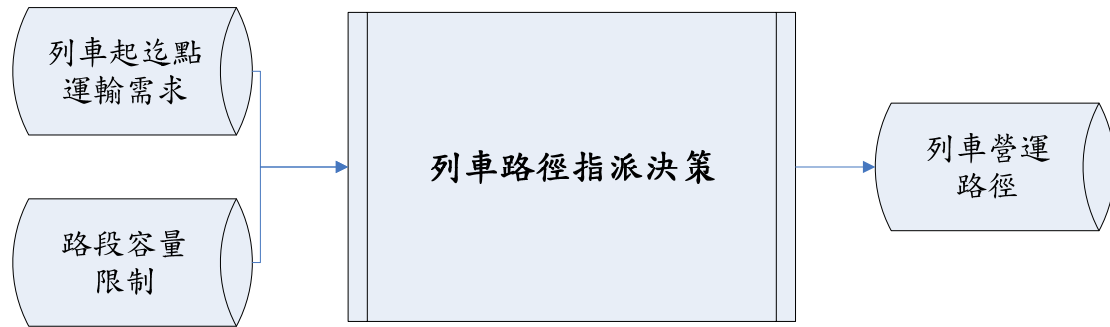 列車起迄點
運輸需求
路段容量
限制
列車路徑指派決策
列車營運
路徑